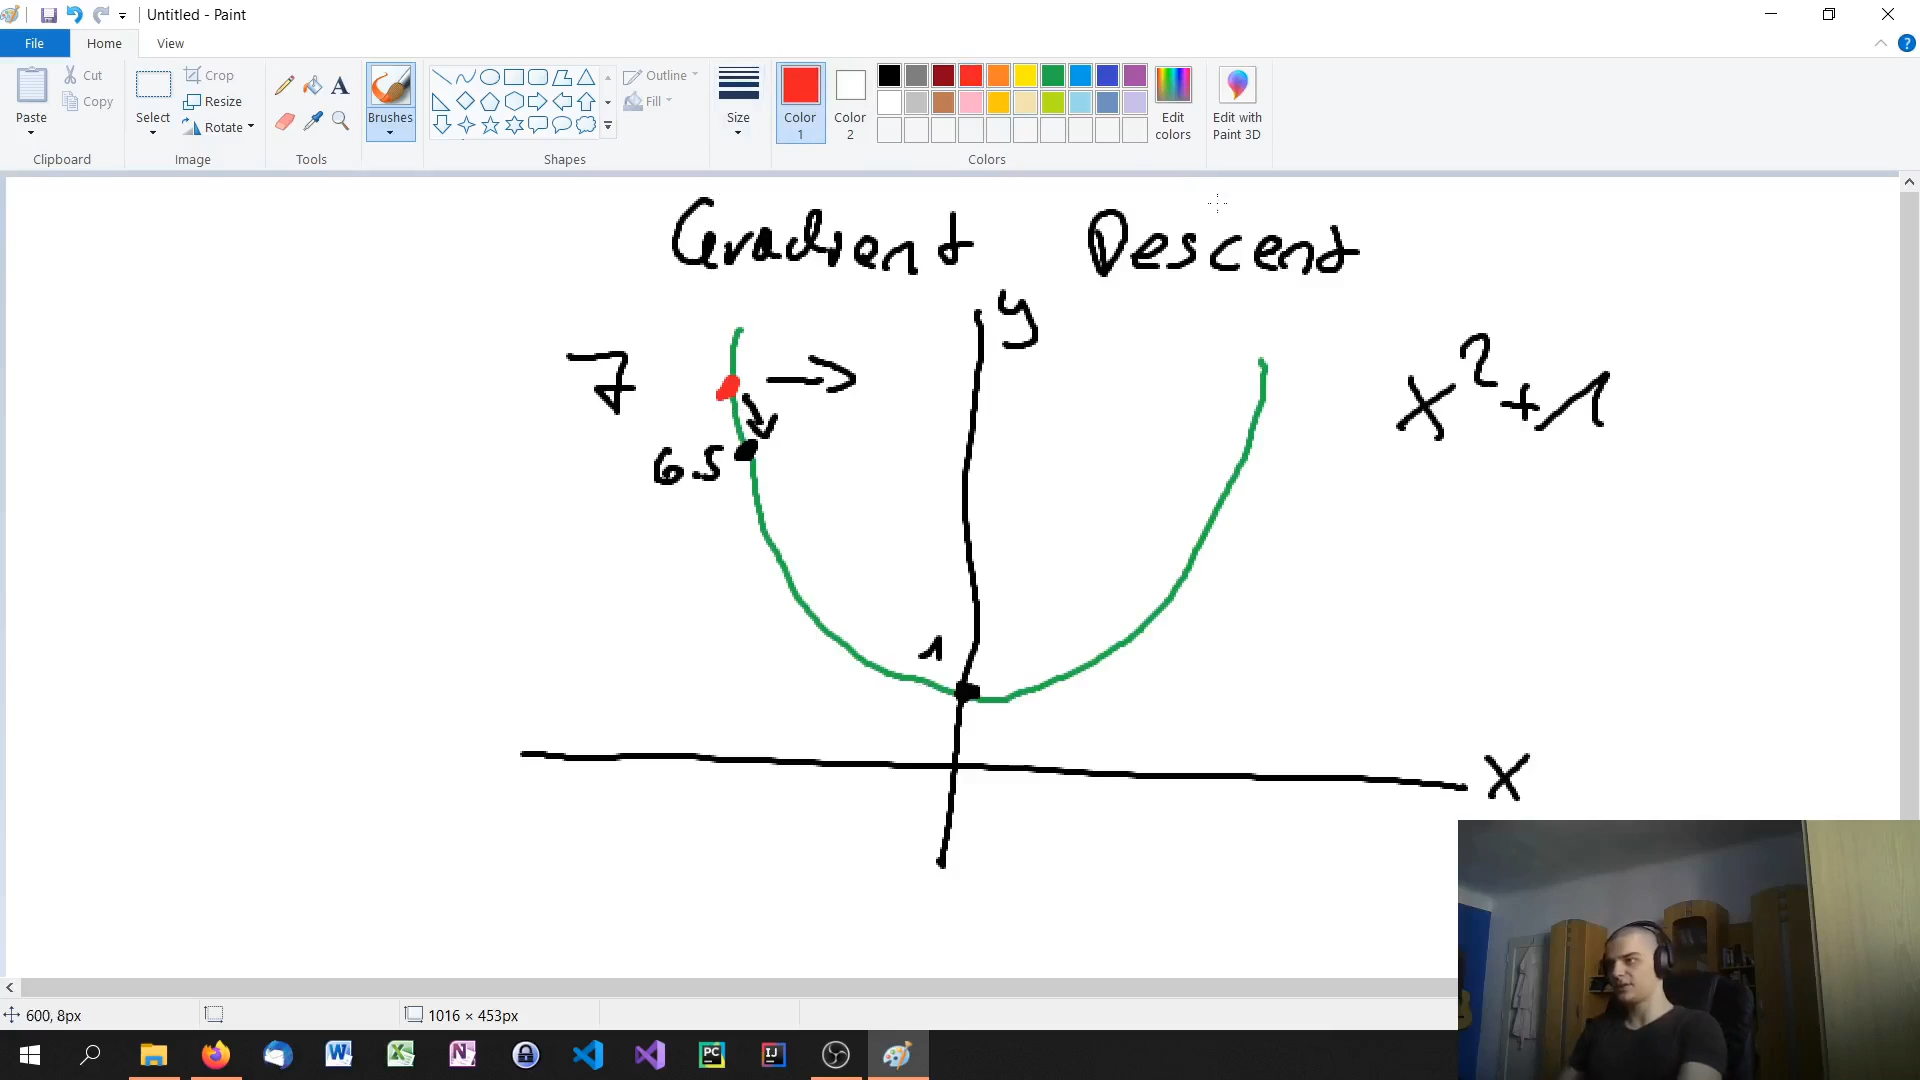 Untitled - Paint
File Home View
Cut
Copy
Paste
Clipboard
Select
Crop
Resize
Rotate
Image
Tools
Brushes
Shapes
Outline
Fill
Size
Color 1
Color 2
Colors
Edit colors
Edit with Paint 3D
Gradient Descent
y
7
x²+1
6.5
1
x
600, 8px
1016 × 453px